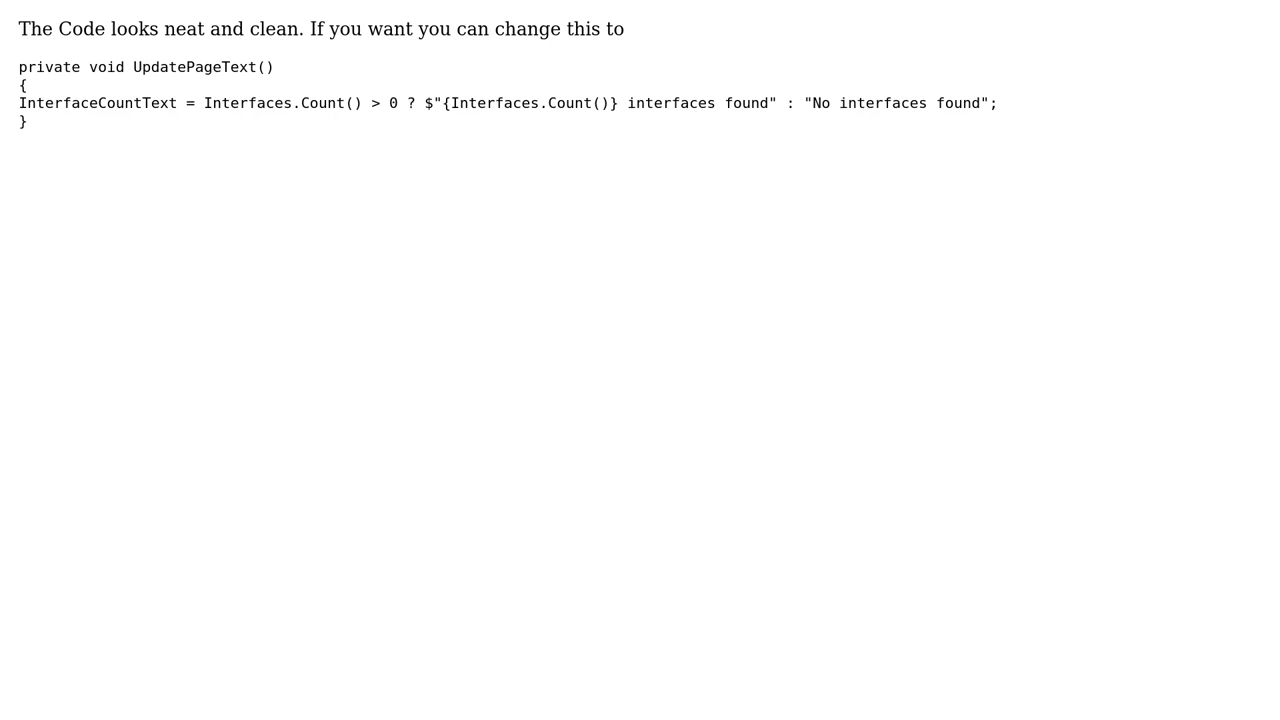 The Code looks neat and clean. If you want you can change this to
private void UpdatePageText()
{
InterfaceCountText = Interfaces.Count() > 0 ? $"{Interfaces.Count()} interfaces found" : "No interfaces found";
}